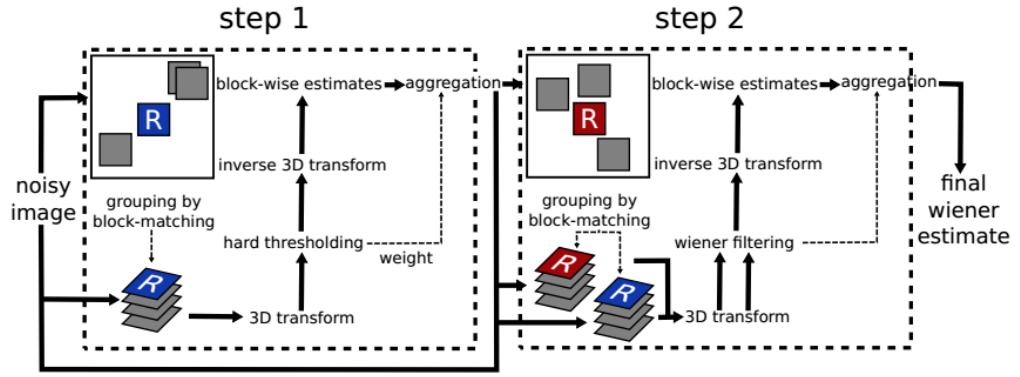 step 1
step 2
noisy
image
R
block-wise estimates
aggregation
inverse 3D transform
grouping by
block-matching
hard thresholding
weight
R
3D transform
R
block-wise estimates
aggregation
inverse 3D transform
grouping by
block-matching
wiener filtering
R
R
3D transform
final
wiener
estimate